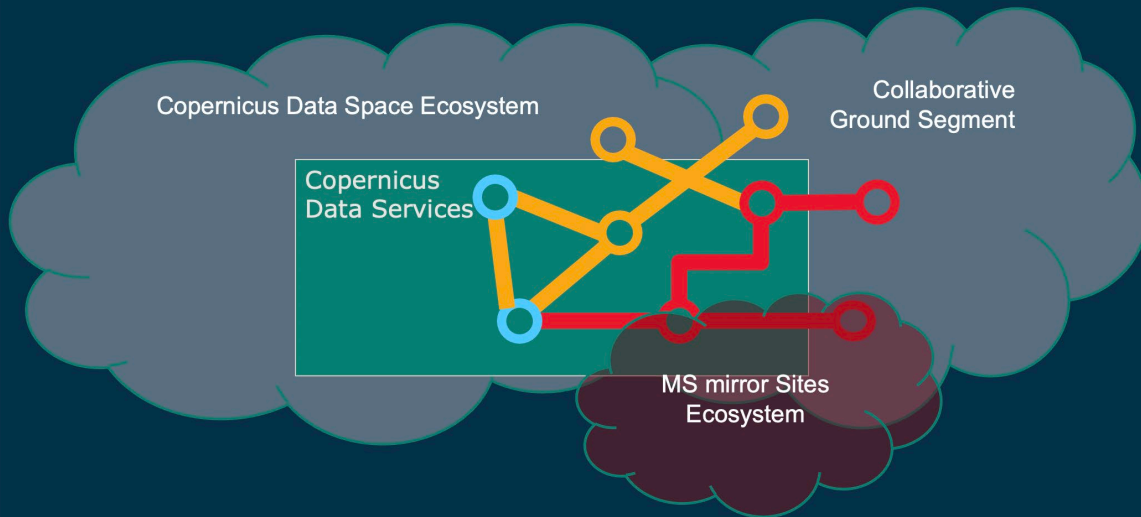 Copernicus Data Space Ecosystem
Collaborative
Ground Segment
Copernicus
Data Services
MS mirror Sites
Ecosystem